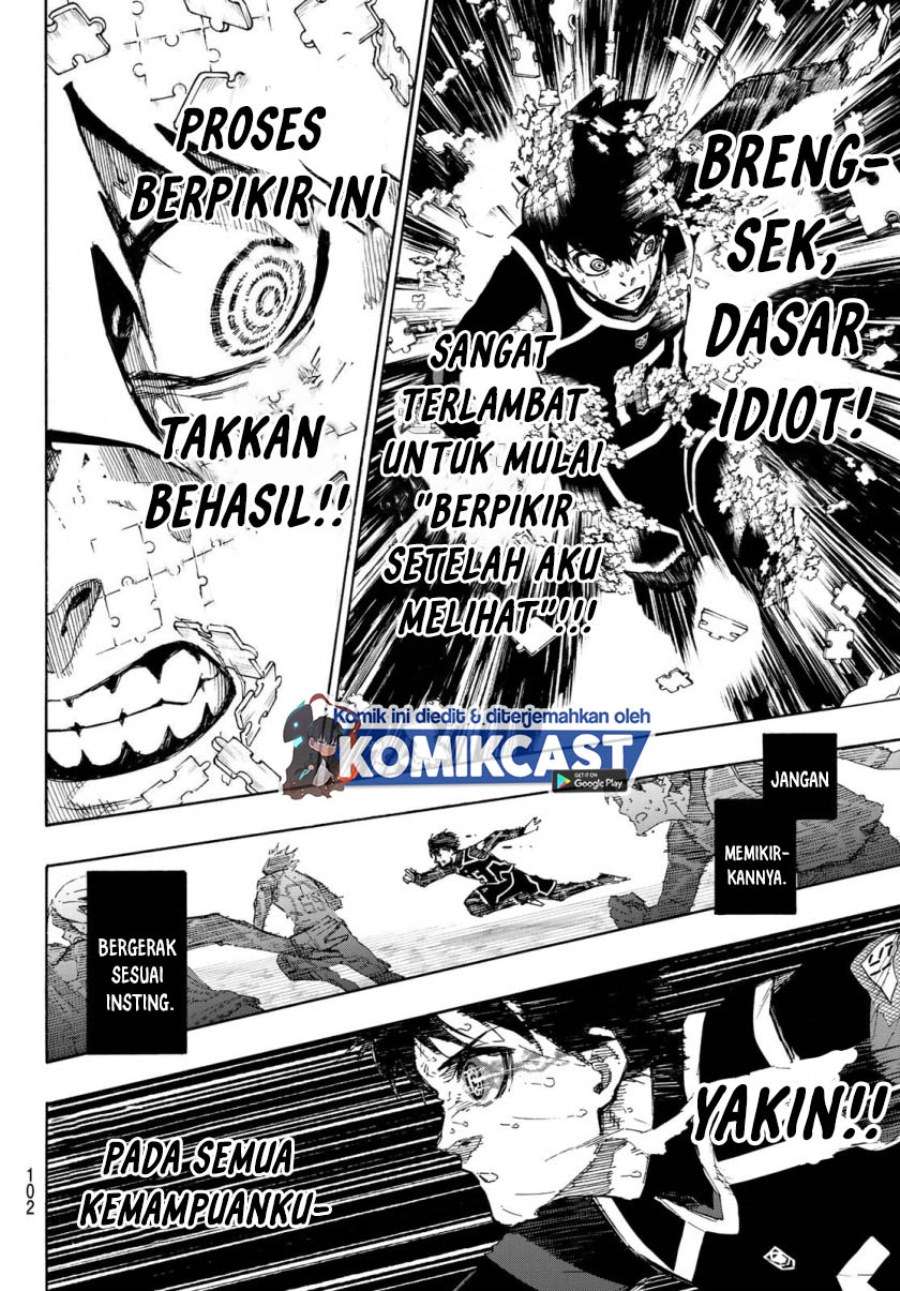 BRENG-
SEK,
DASAR
IDIOT!
SANGAT
TERLAMBAT
UNTUK MULAI
"BERPIKIR
SETELAH AKU
MELIHAT"!!!
PROSES
BERPIKIR INI
TAKKAN
BEHASIL!!
Komik ini diedit & diterjemahkan oleh
KOMIKCAST
GET IT ON
Google Play
JANGAN
MEMIKIR-
KANNYA.
BERGERAK
SESUAI
INSTING.
YAKIN!!
PADA SEMUA
KEMAMPUANKU-
102